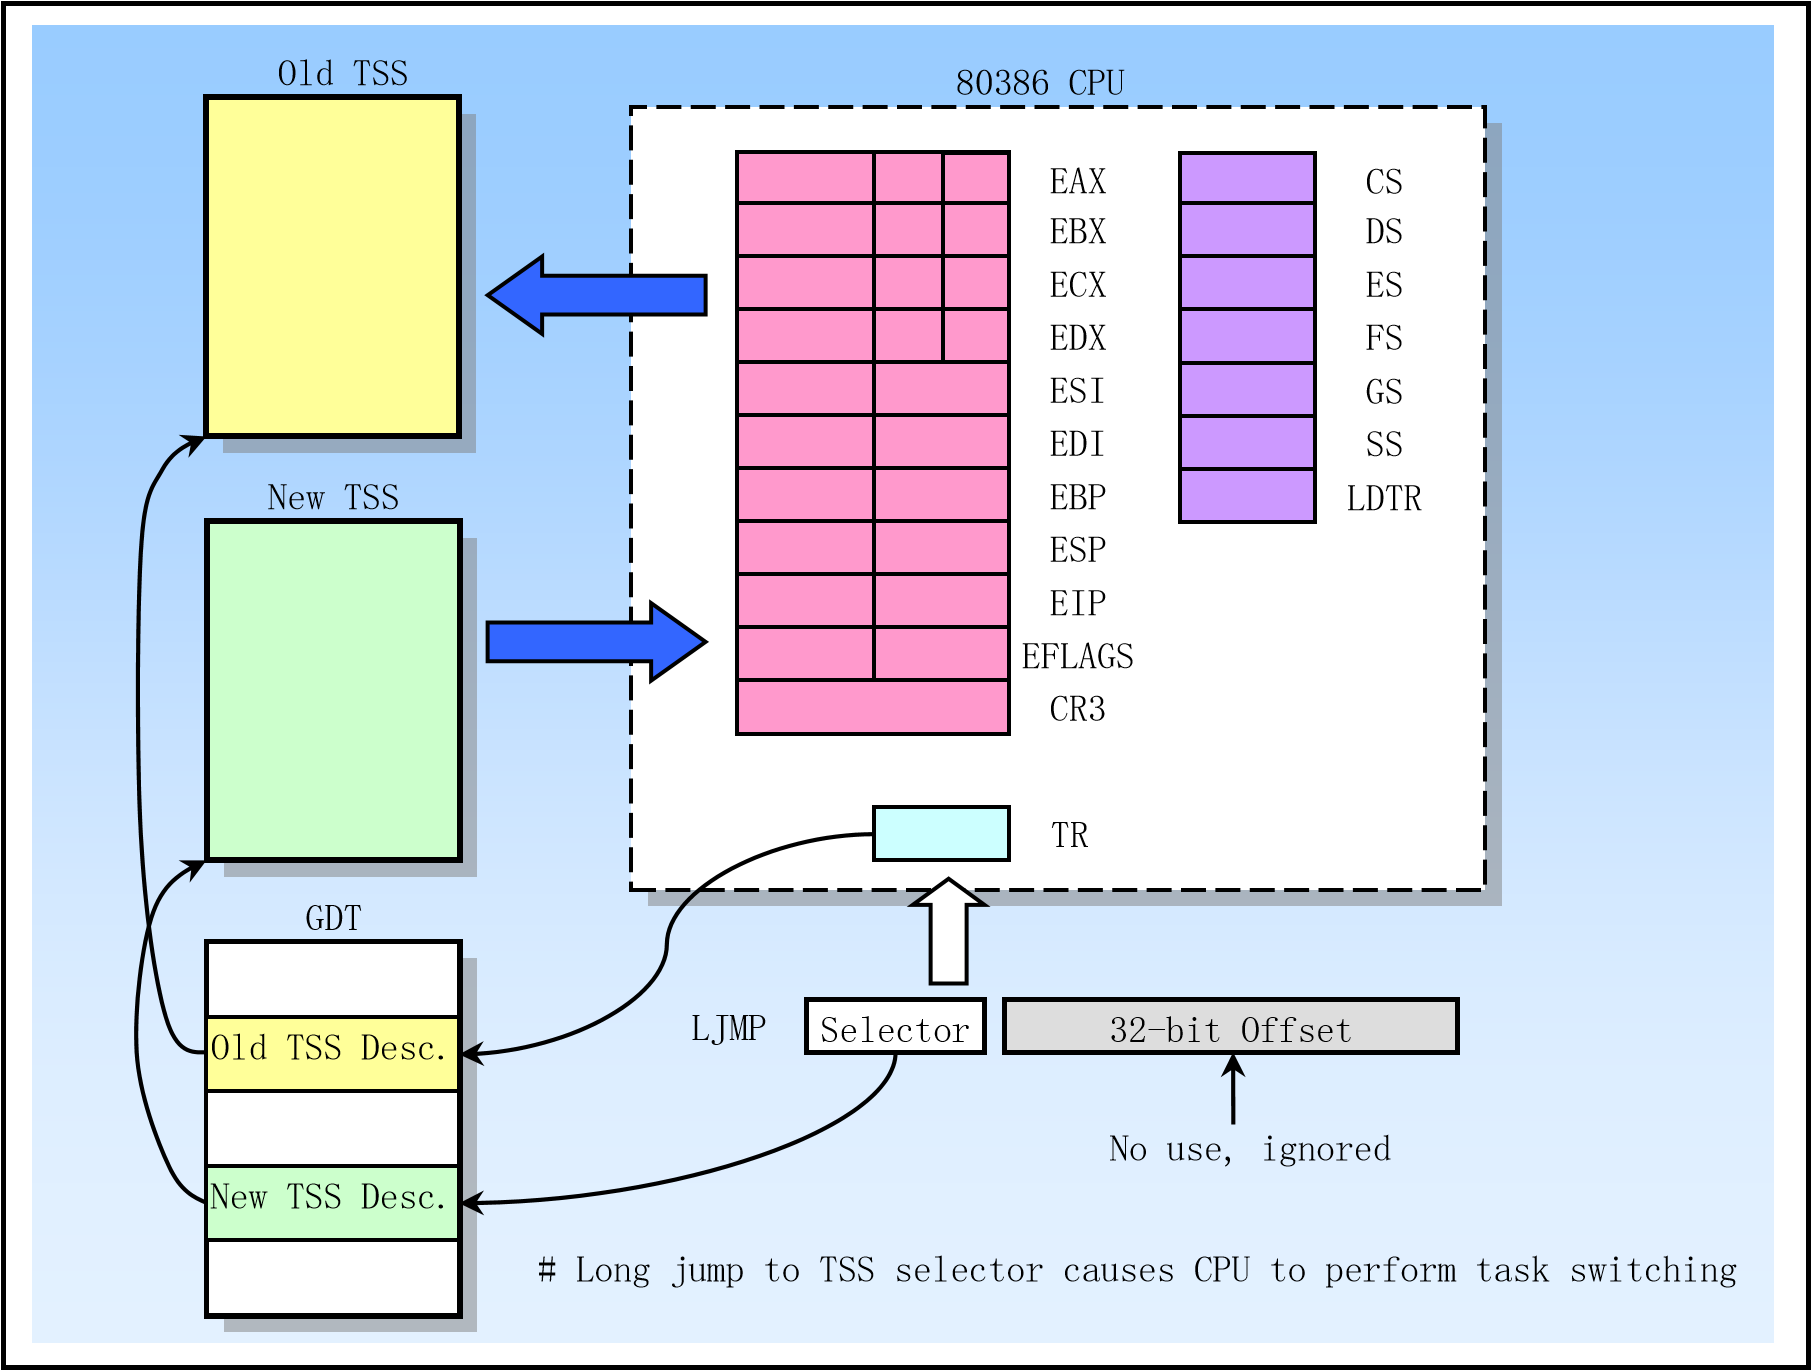 Old TSS
80386 CPU
EAX
EBX
ECX
EDX
ESI
EDI
EBP
ESP
EIP
EFLAGS
CR3
CS
DS
ES
FS
GS
SS
LDTR
New TSS
TR
GDT
Old TSS Desc.
New TSS Desc.
LJMP
Selector
32-bit Offset
No use, ignored
# Long jump to TSS selector causes CPU to perform task switching